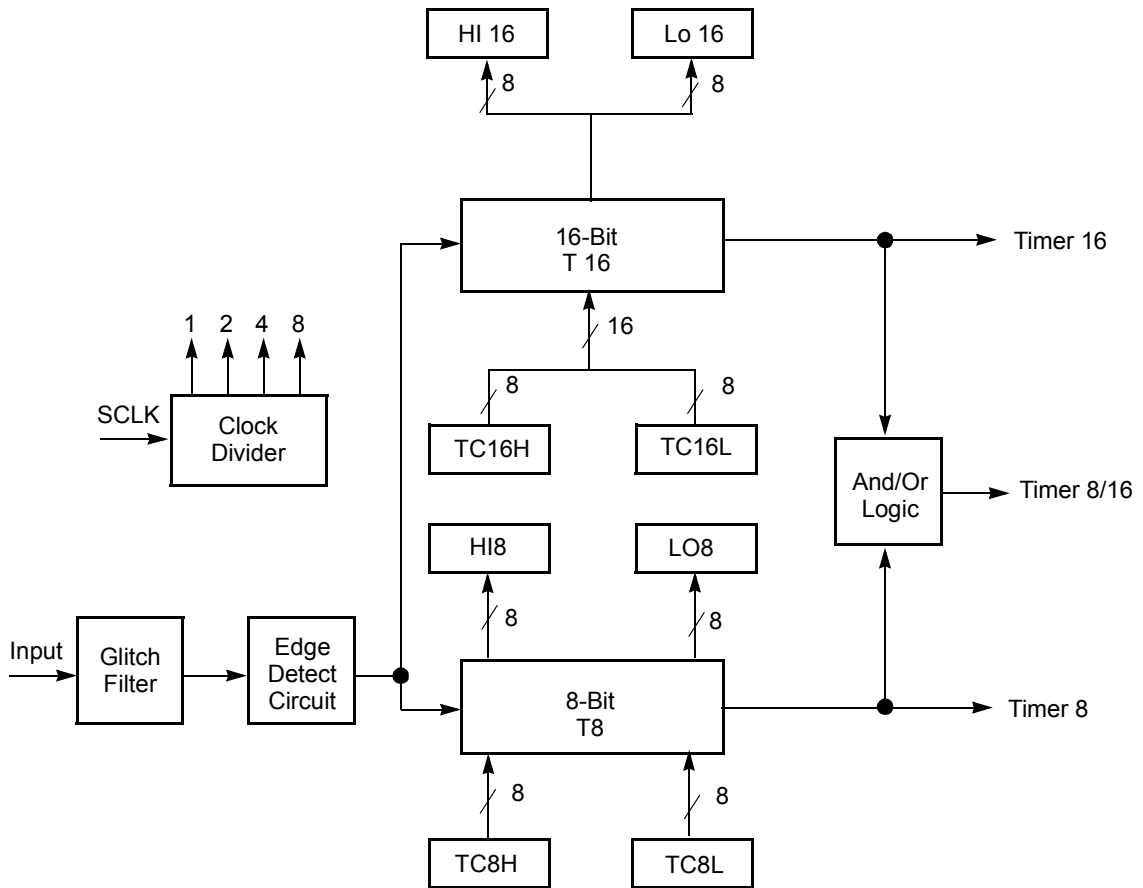 HI 16
Lo 16
8
8
16-Bit
T 16
Timer 16
16
1 2 4 8
8
8
SCLK
Clock
Divider
TC16H
TC16L
And/Or
Logic
Timer 8/16
HI8
LO8
8
8
Input
Glitch
Filter
Edge
Detect
Circuit
8-Bit
T8
Timer 8
8
8
TC8H
TC8L